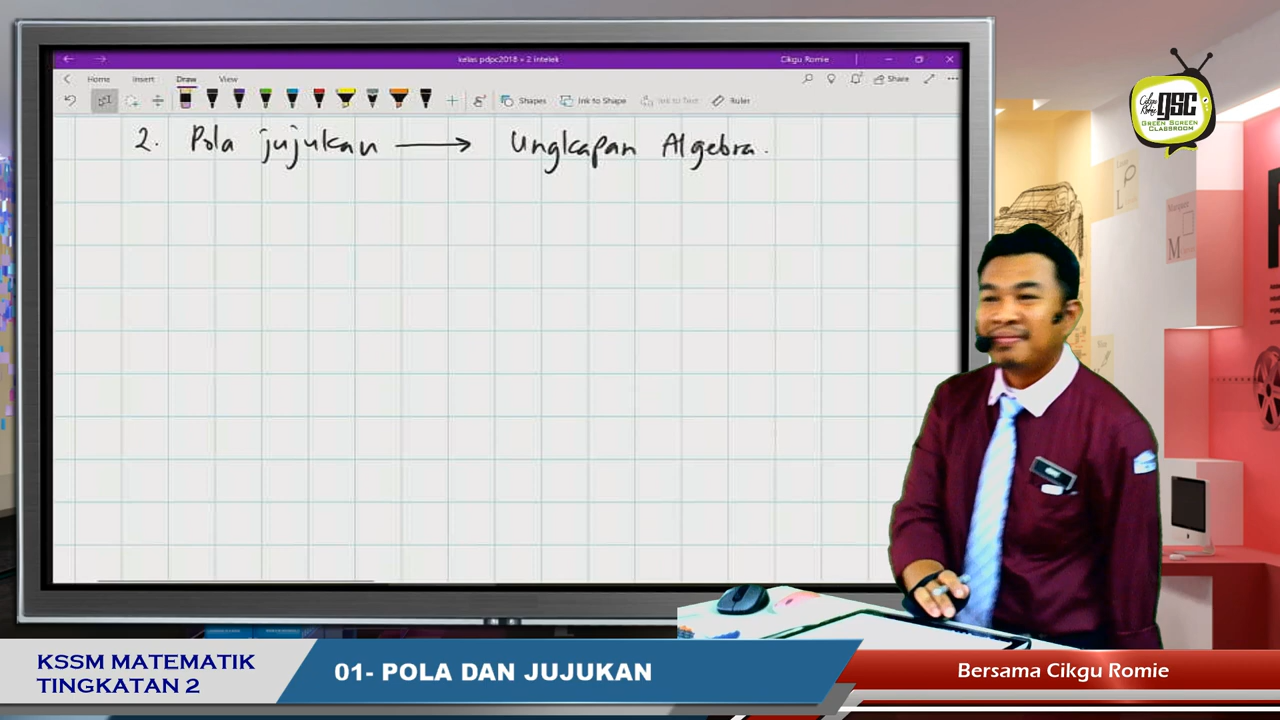 kelas pdpc2018 » 2 intelek
Cikgu Romie
Home Insert Draw View
Share
Shapes Ink to Shape Ink to Text Ruler
2. Pola jujukan → Ungkapan Algebra.
Cikgu Romie GSC
GREEN SCREEN
CLASSROOM
L
M
KSSM MATEMATIK
TINGKATAN 2
01- POLA DAN JUJUKAN
Bersama Cikgu Romie